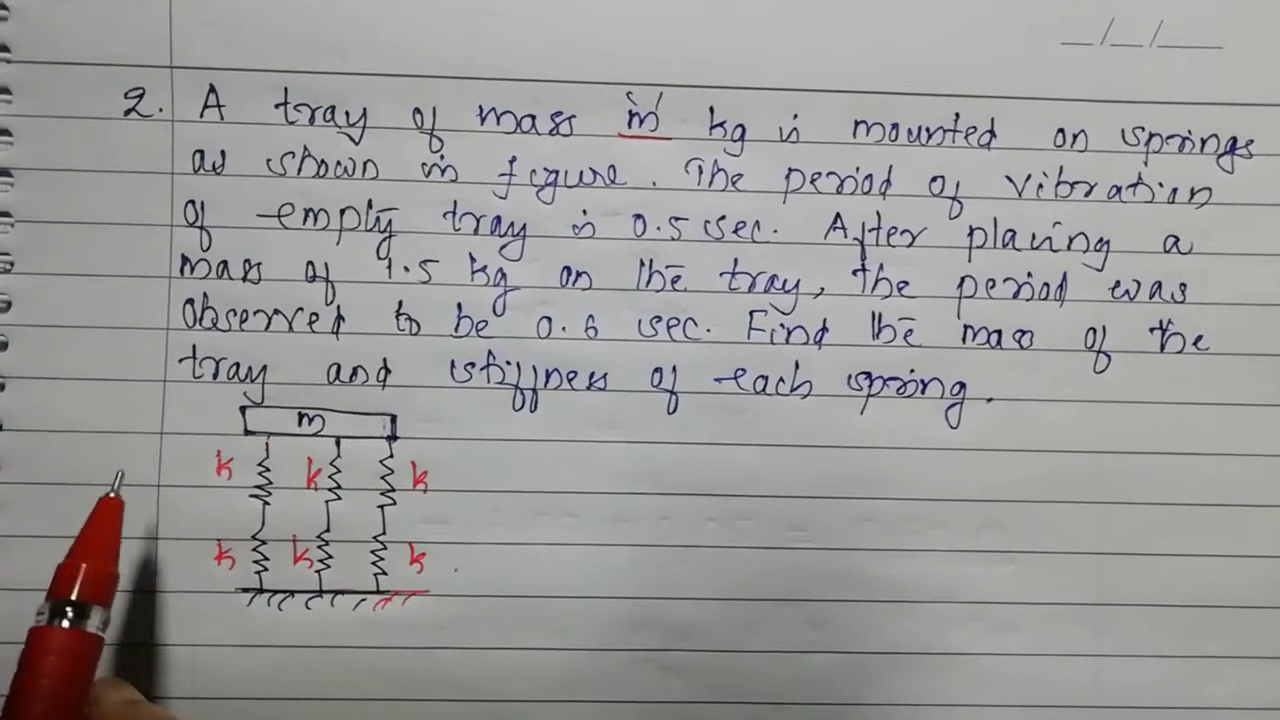 _/_/_
2. A tray of mass 'm' kg is mounted on springs
as shown in figure. The period of vibration
of empty tray is 0.5 sec. After placing a
mass of 1.5 kg on the tray, the period was
observed to be 0.6 sec. Find the mass of the
tray and stiffness of each spring.
m
k k k
k k k